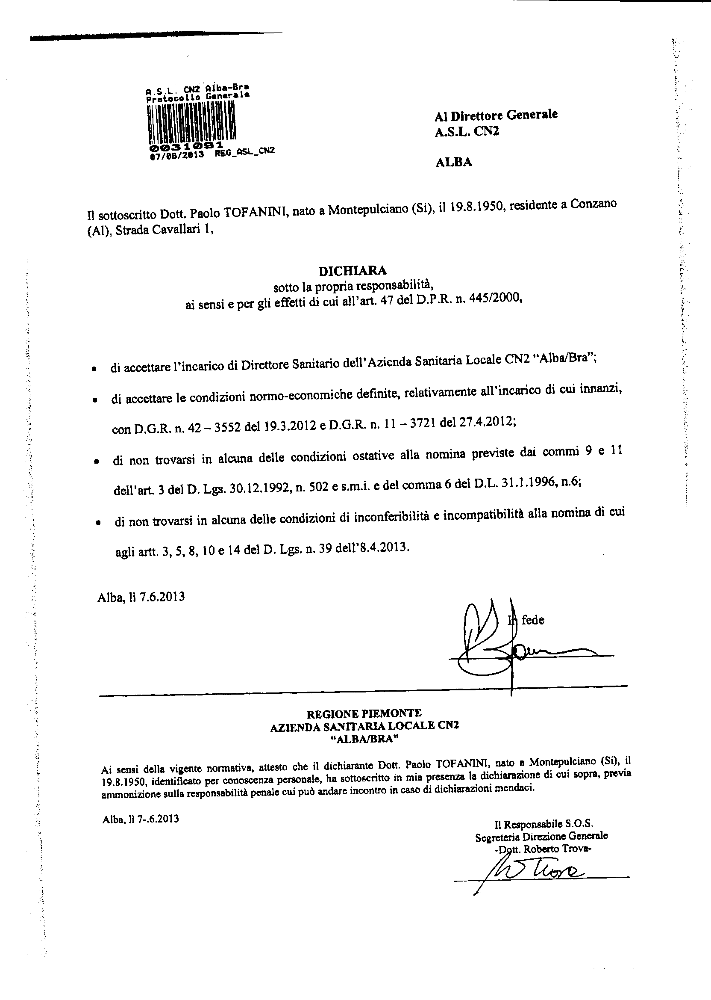 A.S.L. CN2 Alba-Bra
Protocollo Generale
0031091
07/06/2013 REG_ASL_CN2
Al Direttore Generale
A.S.L. CN2
ALBA
Il sottoscritto Dott. Paolo TOFANINI, nato a Montepulciano (Si), il 19.8.1950, residente a Conzano
(Al), Strada Cavallari 1,
DICHIARA
sotto la propria responsabilità,
ai sensi e per gli effetti di cui all'art. 47 del D.P.R. n. 445/2000,
• di accettare l'incarico di Direttore Sanitario dell'Azienda Sanitaria Locale CN2 “Alba/Bra”;
• di accettare le condizioni normo-economiche definite, relativamente all'incarico di cui innanzi,
con D.G.R. n. 42 – 3552 del 19.3.2012 e D.G.R. n. 11 – 3721 del 27.4.2012;
• di non trovarsi in alcuna delle condizioni ostative alla nomina previste dai commi 9 e 11
dell'art. 3 del D. Lgs. 30.12.1992, n. 502 e s.m.i. e del comma 6 del D.L. 31.1.1996, n.6;
• di non trovarsi in alcuna delle condizioni di inconferibilità e incompatibilità alla nomina di cui
agli artt. 3, 5, 8, 10 e 14 del D. Lgs. n. 39 dell'8.4.2013.
Alba, lì 7.6.2013
In fede
REGIONE PIEMONTE
AZIENDA SANITARIA LOCALE CN2
“ALBA/BRA”
Ai sensi della vigente normativa, attesto che il dichiarante Dott. Paolo TOFANINI, nato a Montepulciano (Si), il
19.8.1950, identificato per conoscenza personale, ha sottoscritto in mia presenza la dichiarazione di cui sopra, previa
ammonizione sulla responsabilità penale cui può andare incontro in caso di dichiarazioni mendaci.
Alba, lì 7-.6.2013
Il Responsabile S.O.S.
Segreteria Direzione Generale
-Dott. Roberto Trova-